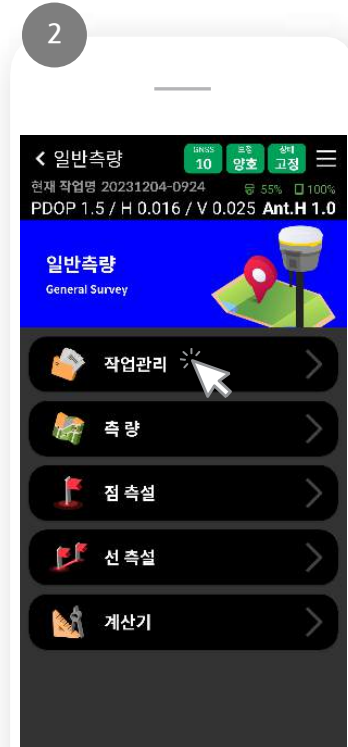 2
일반측량
GNSS 10
보정 양호
상태 고정
현재 작업명 20231204-0924 55% 100%
PDOP 1.5 / H 0.016 / V 0.025 Ant.H 1.0
일반측량
General Survey
작업관리
측 량
점 측설
선 측설
계산기